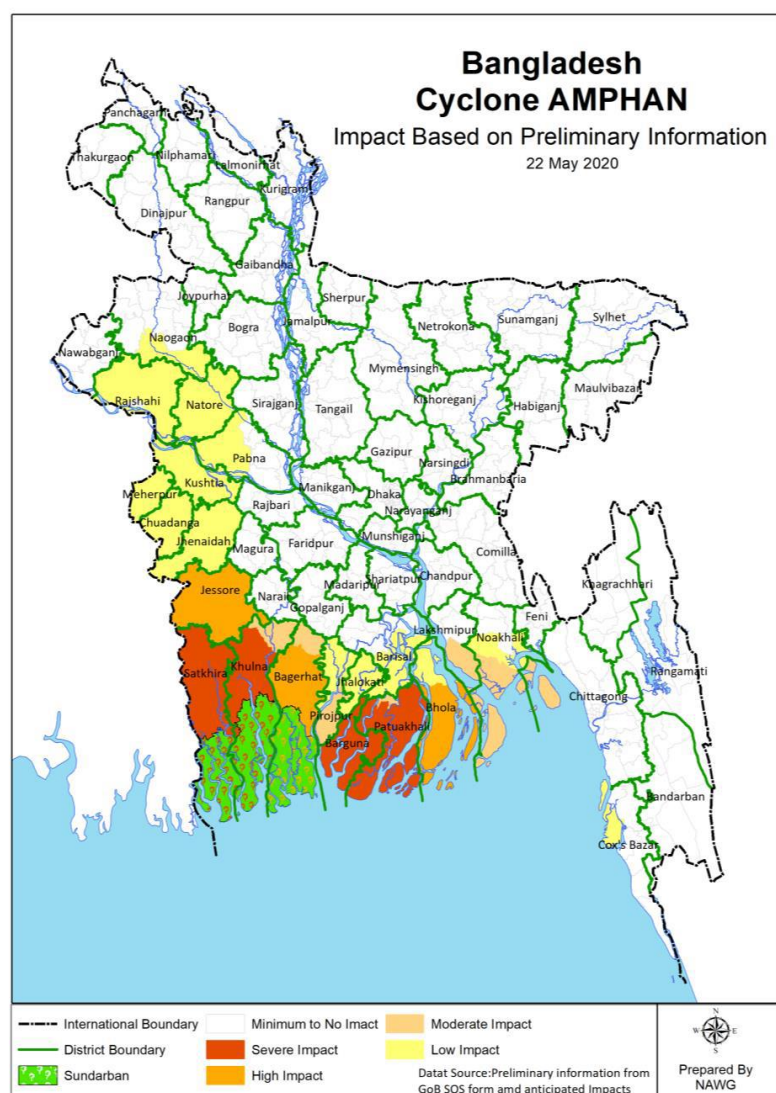 Bangladesh
Cyclone AMPHAN
Impact Based on Preliminary Information
22 May 2020
Panchagarh
Thakurgaon
Nilphamari
Lalmonirhat
Kurigram
Rangpur
Dinajpur
Gaibandha
Joypurhat
Sherpur
Jamalpur
Netrokona
Sunamganj
Sylhet
Naogaon
Bogra
Nawabganj
Mymensingh
Maulvibazar
Rajshahi
Natore
Sirajganj
Tangail
Kishoreganj
Habiganj
Pabna
Gazipur
Narsingdi
Kushtia
Manikganj
Dhaka
Brahmanbaria
Meherpur
Rajbari
Narayanganj
Chuadanga
Jhenaidah
Magura
Faridpur
Munshiganj
Comilla
Madaripur
Shariatpur
Chandpur
Khagrachhari
Jessore
Narail
Gopalganj
Feni
Lakshmipur
Noakhali
Barisal
Satkhira
Khulna
Bagerhat
Jhalokati
Rangamati
Chittagong
Pirojpur
Bhola
Patuakhali
Barguna
Bandarban
Cox's Bazar
International Boundary
Minimum to No Imact
Moderate Impact
District Boundary
Severe Impact
Low Impact
Sundarban
High Impact
Datat Source:Preliminary information from
GoB SOS form amd anticipated Impacts
N
W
E
S
Prepared By
NAWG